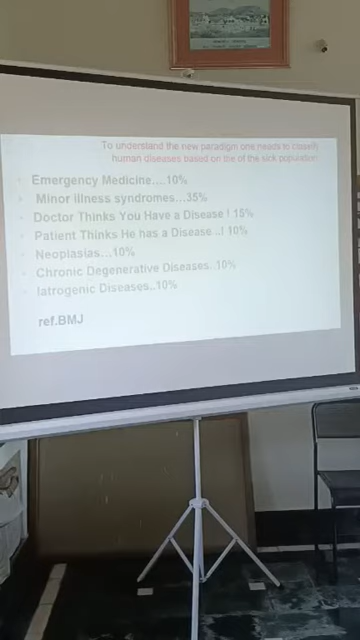 To understand the new paradigm one needs to classify
human diseases based on the of the sick population
Emergency Medicine....10%
Minor illness syndromes...35%
Doctor Thinks You Have a Disease ! 15%
Patient Thinks He has a Disease...! 10%
Neoplasias...10%
Chronic Degenerative Diseases..10%
Iatrogenic Diseases..10%
ref.BMJ